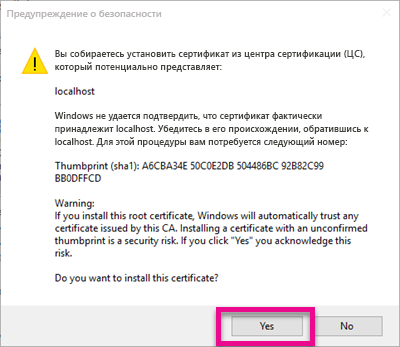 Предупреждение о безопасности
Вы собираетесь установить сертификат из центра сертификации (ЦС),
который потенциально представляет:
localhost
Windows не удается подтвердить, что сертификат фактически
принадлежит localhost. Убедитесь в его происхождении, обратившись к
localhost. Для этой процедуры вам потребуется следующий номер:
Thumbprint (sha1): A6CBA34E 50C0E2DB 504486BC 92B82C99
BB0DFFCD
Warning:
If you install this root certificate, Windows will automatically trust any
certificate issued by this CA. Installing a certificate with an unconfirmed
thumbprint is a security risk. If you click "Yes" you acknowledge this
risk.
Do you want to install this certificate?
Yes
No